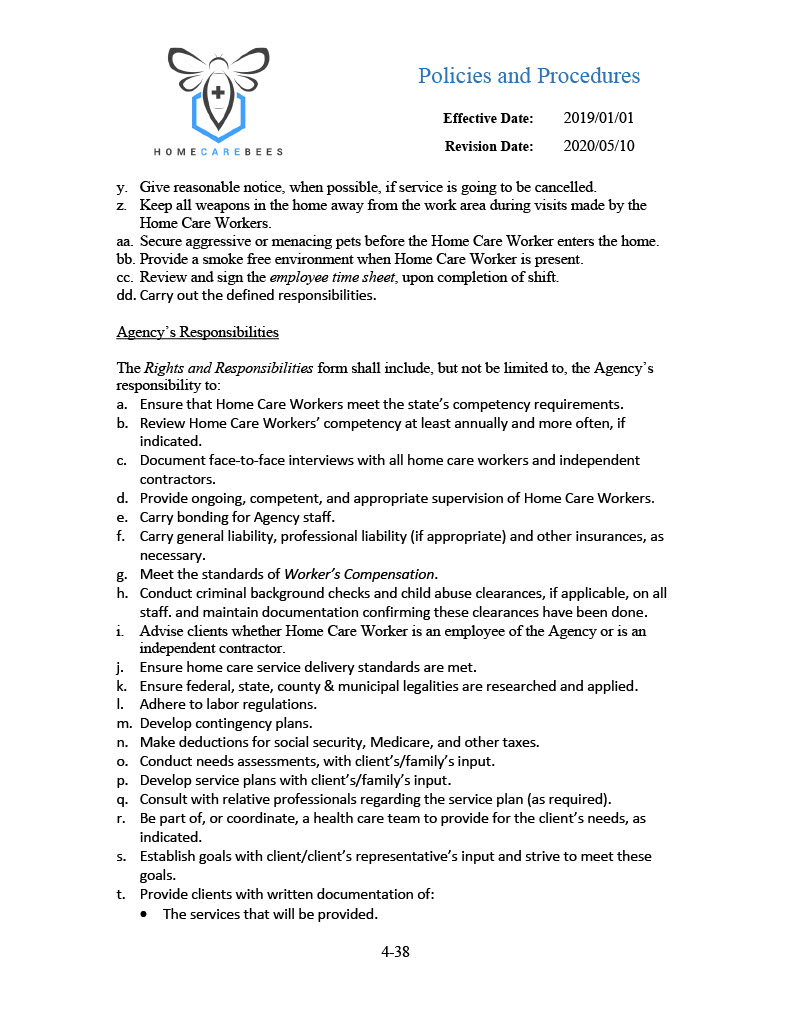 Policies and Procedures
Effective Date: 2019/01/01
Revision Date: 2020/05/10
HOMECAREBEES
y. Give reasonable notice, when possible, if service is going to be cancelled.
z. Keep all weapons in the home away from the work area during visits made by the
Home Care Workers.
aa. Secure aggressive or menacing pets before the Home Care Worker enters the home.
bb. Provide a smoke free environment when Home Care Worker is present.
cc. Review and sign the employee time sheet, upon completion of shift.
dd. Carry out the defined responsibilities.
Agency's Responsibilities
The Rights and Responsibilities form shall include, but not be limited to, the Agency's
responsibility to:
a. Ensure that Home Care Workers meet the state's competency requirements.
b. Review Home Care Workers' competency at least annually and more often, if
indicated.
c. Document face-to-face interviews with all home care workers and independent
contractors.
d. Provide ongoing, competent, and appropriate supervision of Home Care Workers.
e. Carry bonding for Agency staff.
f. Carry general liability, professional liability (if appropriate) and other insurances, as
necessary.
g. Meet the standards of Worker's Compensation.
h. Conduct criminal background checks and child abuse clearances, if applicable, on all
staff. and maintain documentation confirming these clearances have been done.
i. Advise clients whether Home Care Worker is an employee of the Agency or is an
independent contractor.
j. Ensure home care service delivery standards are met.
k. Ensure federal, state, county & municipal legalities are researched and applied.
l. Adhere to labor regulations.
m. Develop contingency plans.
n. Make deductions for social security, Medicare, and other taxes.
o. Conduct needs assessments, with client's/family's input.
p. Develop service plans with client's/family's input.
q. Consult with relative professionals regarding the service plan (as required).
r. Be part of, or coordinate, a health care team to provide for the client's needs, as
indicated.
s. Establish goals with client/client's representative's input and strive to meet these
goals.
t. Provide clients with written documentation of:
• The services that will be provided.
4-38